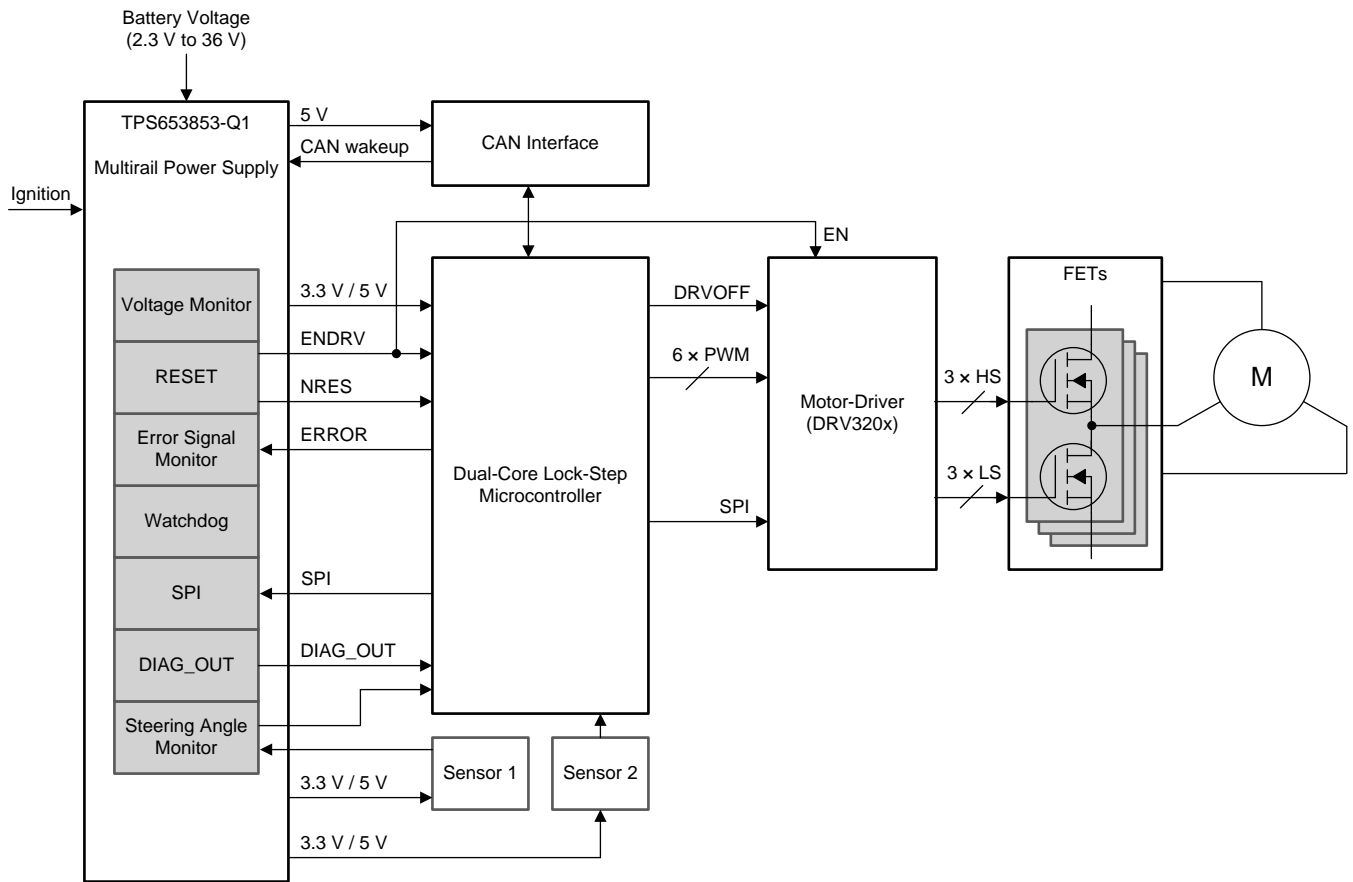 Battery Voltage
(2.3 V to 36 V)
TPS653853-Q1
Multirail Power Supply
Ignition
5 V
CAN wakeup
CAN Interface
EN
Voltage Monitor
RESET
Error Signal
Monitor
Watchdog
SPI
DIAG_OUT
Steering Angle
Monitor
3.3 V / 5 V
ENDRV
NRES
ERROR
SPI
DIAG_OUT
3.3 V / 5 V
3.3 V / 5 V
Dual-Core Lock-Step
Microcontroller
Sensor 1
Sensor 2
DRVOFF
6 × PWM
SPI
Motor-Driver
(DRV320x)
3 × HS
3 × LS
FETs
M